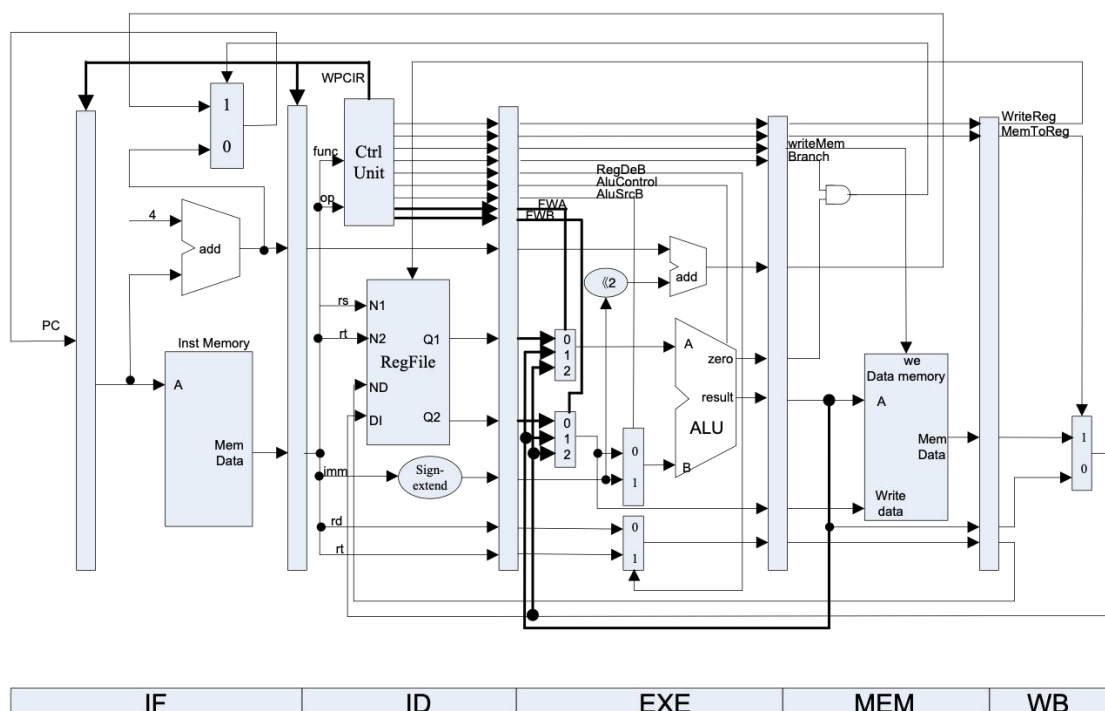 WPCIR
1
0
func
op
Ctrl
Unit
WriteReg
MemToReg
writeMem
Branch
RegDeB
AluControl
AluSrcB
FWA
FWB
4
add
《2
add
PC
Inst Memory
A
Mem
Data
rs
N1
rt
N2
Q1
RegFile
ND
DI
Q2
imm
Sign-
extend
rd
rt
0
1
2
0
1
2
0
1
0
1
A
zero
result
ALU
B
we
Data memory
A
Mem
Data
Write
data
1
0
IF
ID
EXE
MEM
WB